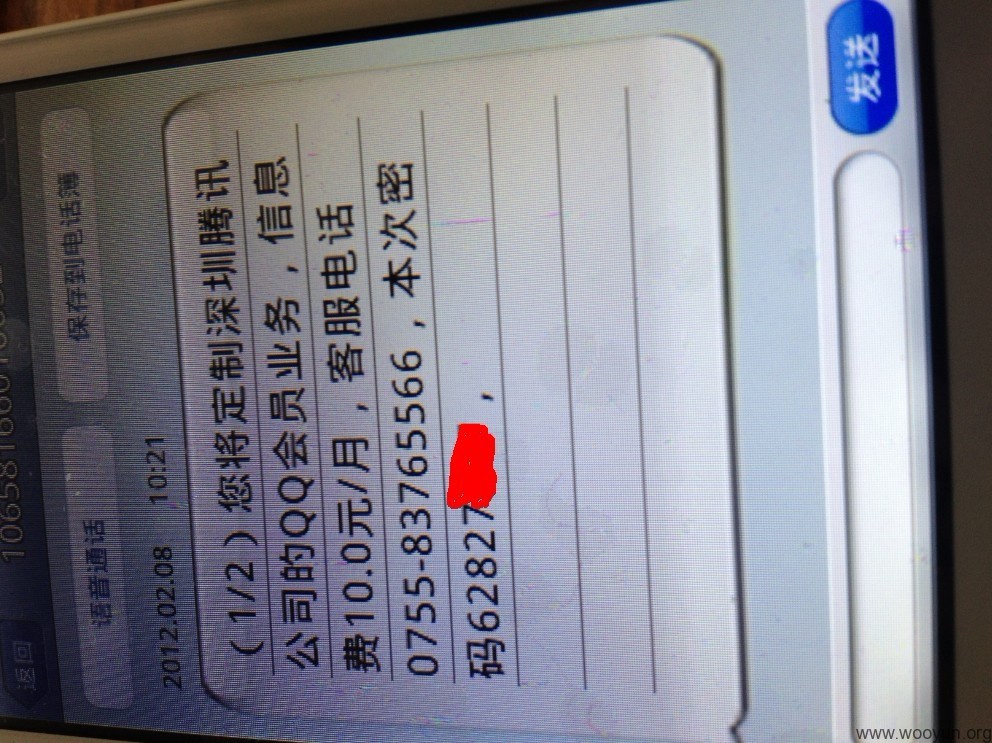 返回
语音通话
保存到电话簿
2012.02.08 10:21
（1/2）您将定制深圳腾讯
公司的QQ会员业务，信息
费10.0元/月，客服电话
0755-83765566，本次密
码62827，
发送
www.wooyun.org